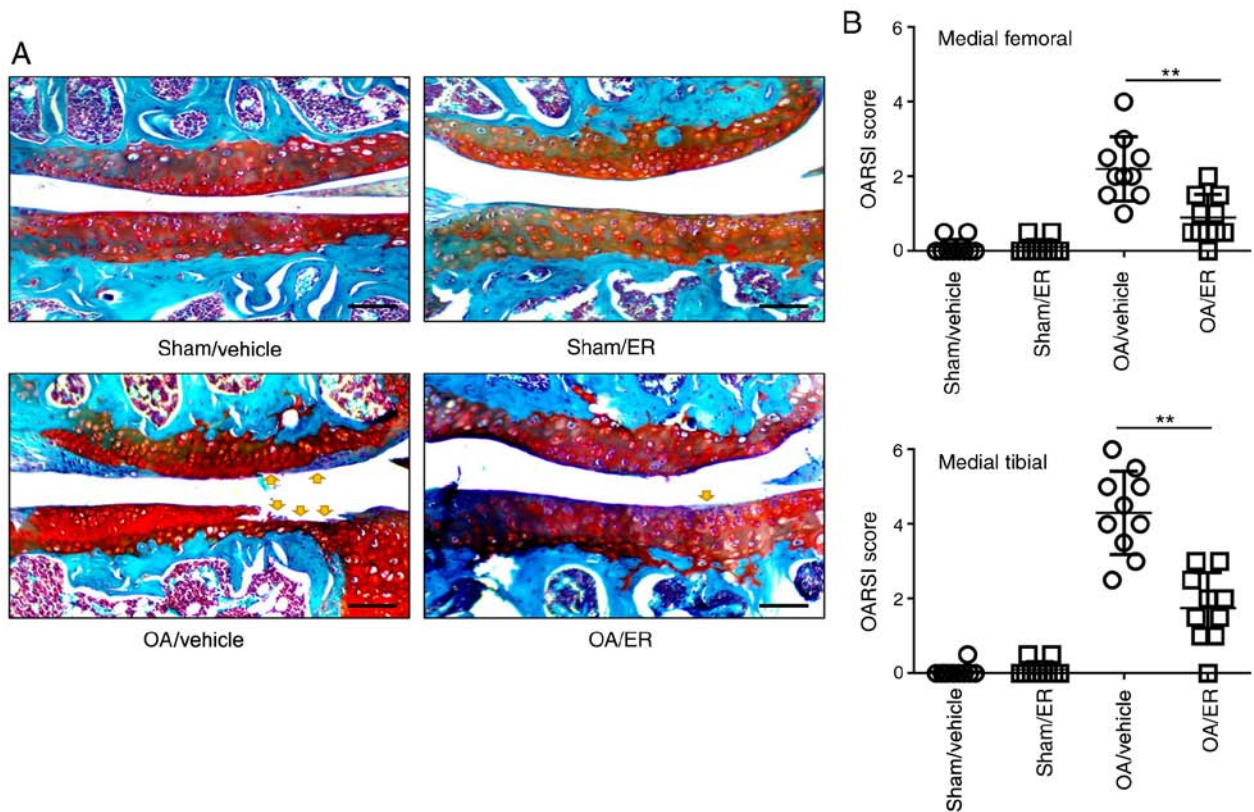 A
Sham/vehicle
Sham/ER
OA/vehicle
OA/ER
B
Medial femoral
**
OARSI score
6
4
2
0
Sham/vehicle
Sham/ER
OA/vehicle
OA/ER
Medial tibial
**
OARSI score
6
4
2
0
Sham/vehicle
Sham/ER
OA/vehicle
OA/ER